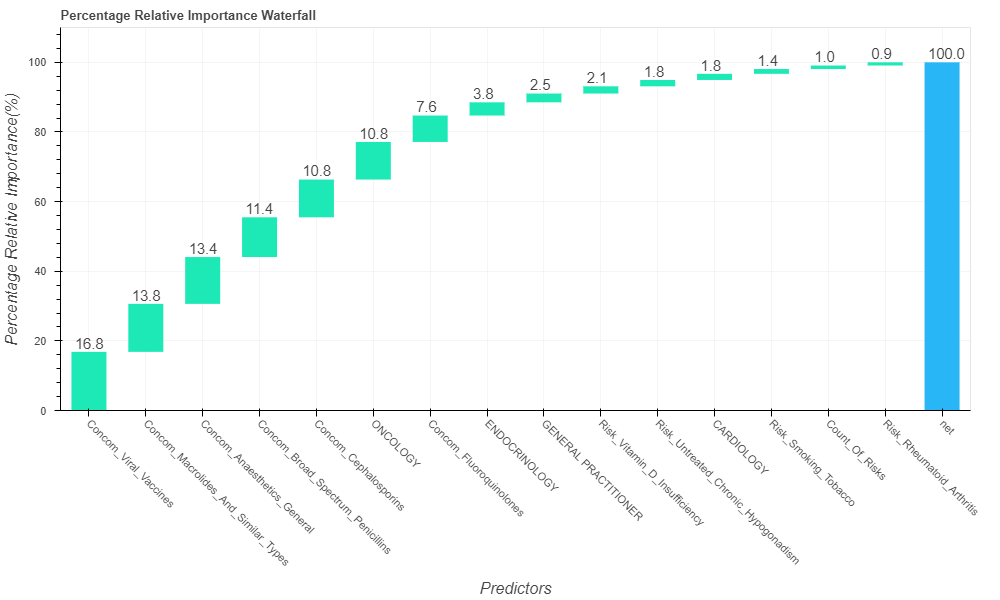 Percentage Relative Importance Waterfall
Percentage Relative Importance(%)
100
80
60
40
20
0
16.8
13.8
13.4
11.4
10.8
10.8
7.6
3.8
2.5
2.1
1.8
1.8
1.4
1.0
0.9
100.0
Concom_Viral_Vaccines
Concom_Macrolides_And_Similar_Types
Concom_Anaesthetics_General
Concom_Broad_Spectrum_Penicillins
Concom_Cephalosporins
ONCOLOGY
Concom_Fluoroquinolones
ENDOCRINOLOGY
GENERAL PRACTITIONER
Risk_Vitamin_D_Insufficiency
Risk_Untreated_Chronic_Hypogonadism
CARDIOLOGY
Risk_Smoking_Tobacco
Count_Of_Risks
Risk_Rheumatoid_Arthritis
net
Predictors